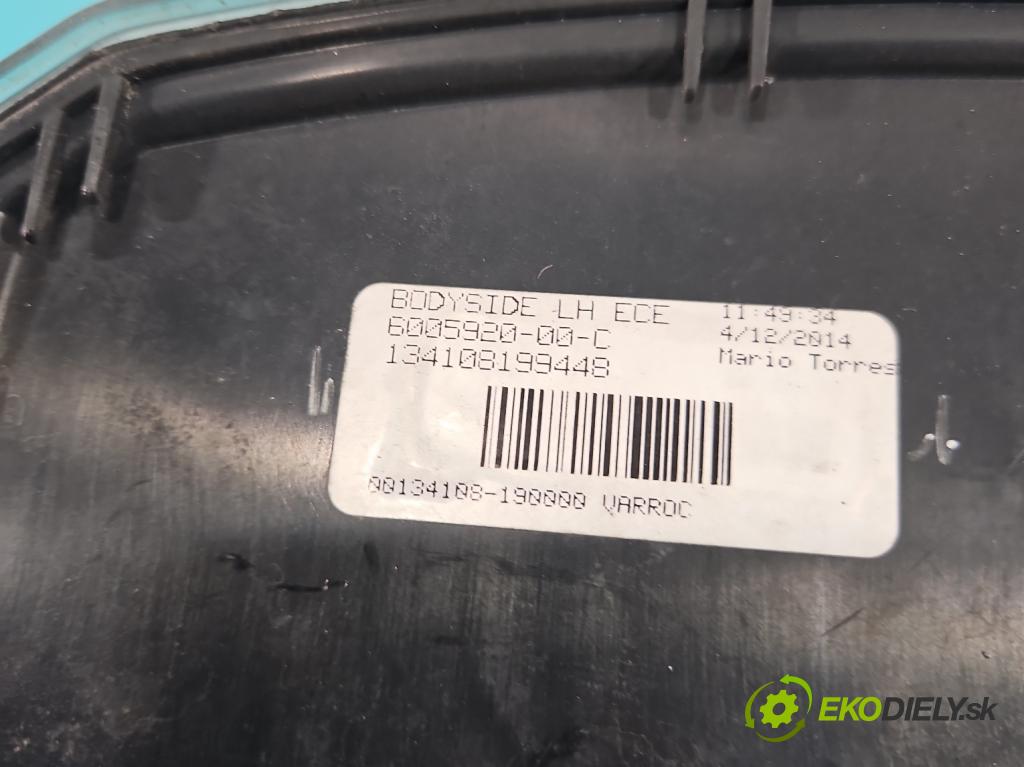 BODYSIDE LH ECE
6005920-00-C
134108199448
11:49:34
4/12/2014
Mario Torres
00134108-190000 VARROC
EKODIELY.sk